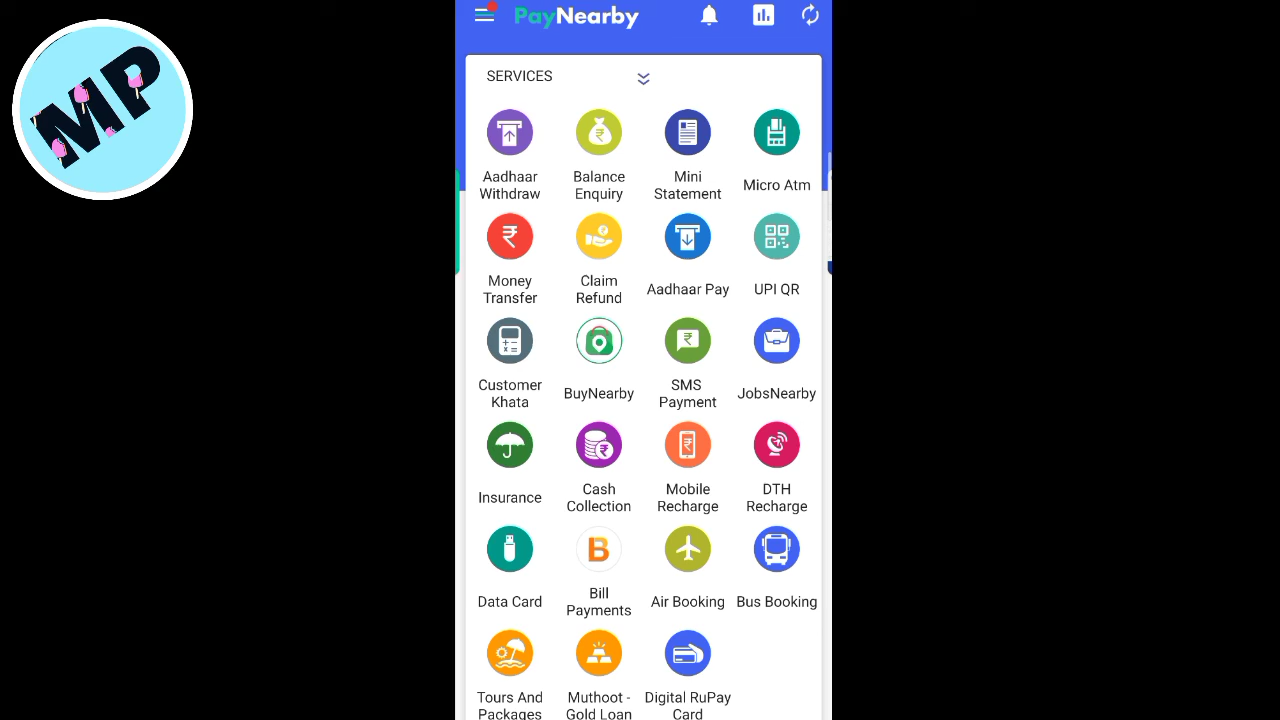 MP
PayNearby
SERVICES
Aadhaar Withdraw
Balance Enquiry
Mini Statement
Micro Atm
Money Transfer
Claim Refund
Aadhaar Pay
UPI QR
Customer Khata
BuyNearby
SMS Payment
JobsNearby
Insurance
Cash Collection
Mobile Recharge
DTH Recharge
Data Card
B
Bill Payments
Air Booking
Bus Booking
Tours And Packages
Muthoot - Gold Loan
Digital RuPay Card